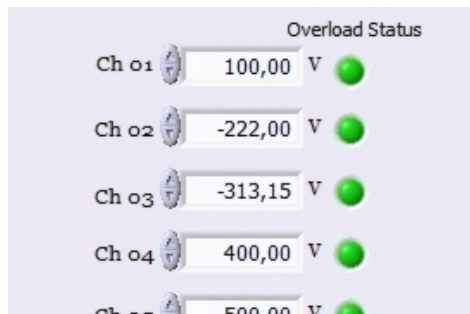 Overload Status
Ch 01 100,00 V
Ch 02 -222,00 V
Ch 03 -313,15 V
Ch 04 400,00 V